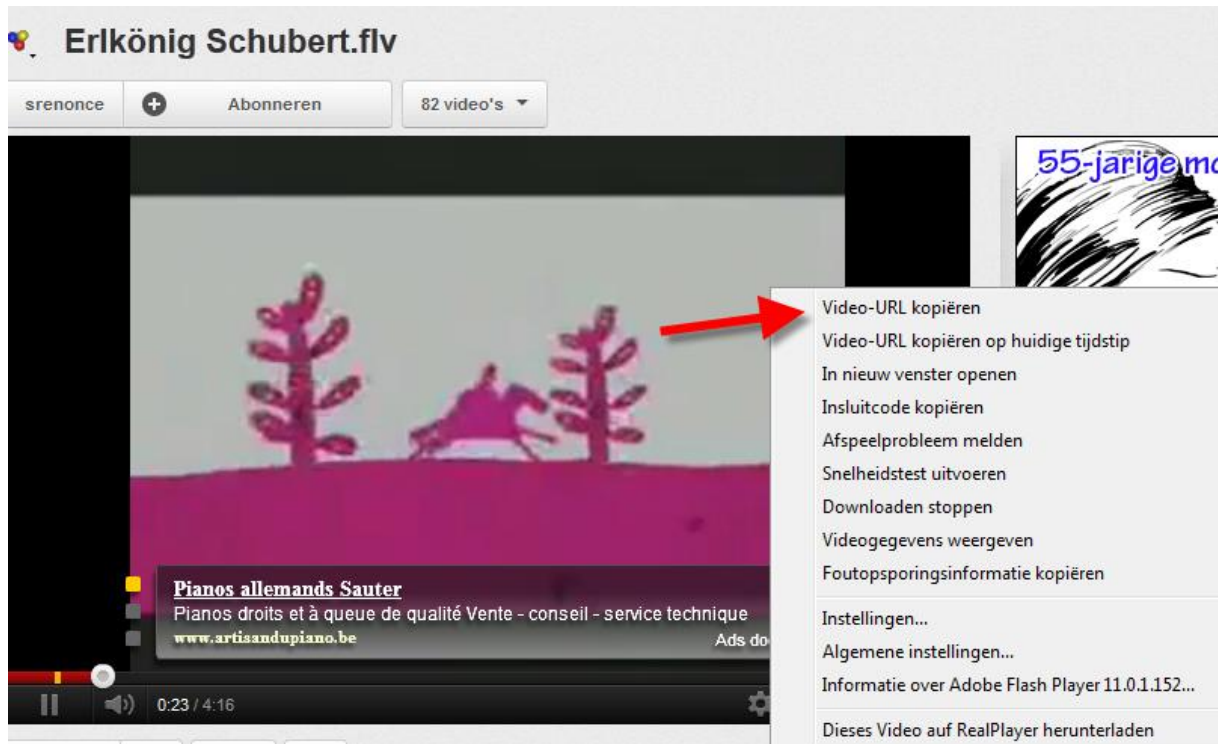 Erlkönig Schubert.flv
srenonce Abonneren 82 video's
55-jarige
Video-URL kopiëren
Video-URL kopiëren op huidige tijdstip
In nieuw venster openen
Insluitcode kopiëren
Afspeelprobleem melden
Snelheidstest uitvoeren
Downloaden stoppen
Videogegevens weergeven
Foutopsporingsinformatie kopiëren
Instellingen...
Algemene instellingen...
Informatie over Adobe Flash Player 11.0.1.152...
Dieses Video auf RealPlayer herunterladen
Pianos allemands Sauter
Pianos droits et à queue de qualité Vente - conseil - service technique
www.artisandupiano.be Ads
0:23 / 4:16